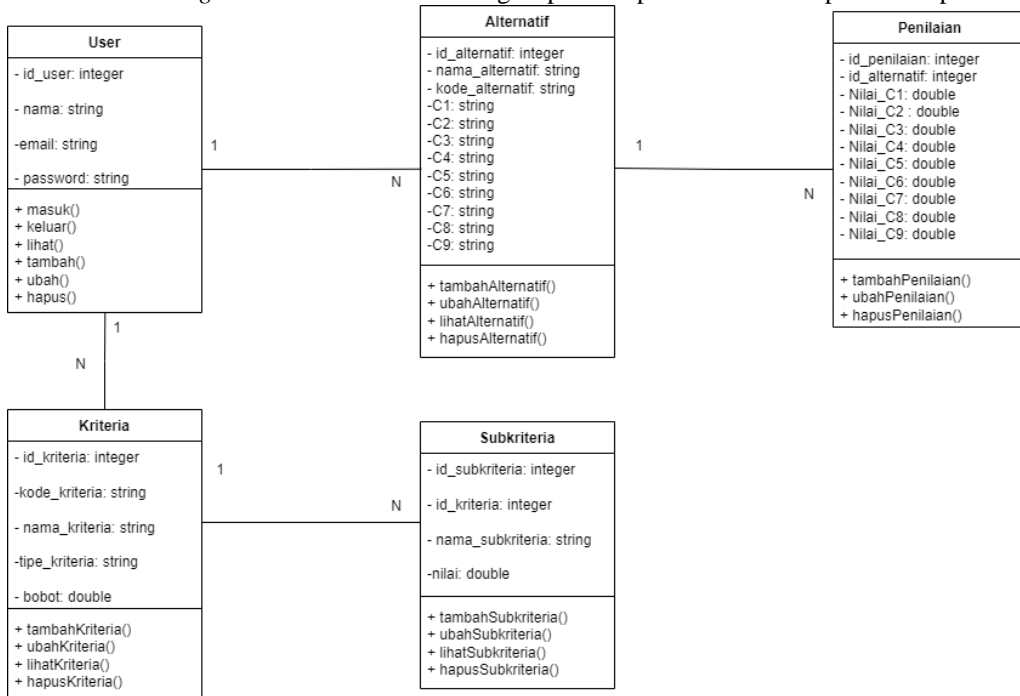 User
- id_user: integer
- nama: string
-email: string
- password: string
+ masuk()
+ keluar()
+ lihat()
+ tambah()
+ ubah()
+ hapus()
1
N
Alternatif
- id_alternatif: integer
- nama_alternatif: string
- kode_alternatif: string
-C1: string
-C2: string
-C3: string
-C4: string
-C5: string
-C6: string
-C7: string
-C8: string
-C9: string
+ tambahAlternatif()
+ ubahAlternatif()
+ lihatAlternatif()
+ hapusAlternatif()
1
N
Penilaian
- id_penilaian: integer
- id_alternatif: integer
- Nilai_C1: double
- Nilai_C2 : double
- Nilai_C3: double
- Nilai_C4: double
- Nilai_C5: double
- Nilai_C6: double
- Nilai_C7: double
- Nilai_C8: double
- Nilai_C9: double
+ tambahPenilaian()
+ ubahPenilaian()
+ hapusPenilaian()
1
N
Kriteria
- id_kriteria: integer
-kode_kriteria: string
- nama_kriteria: string
-tipe_kriteria: string
- bobot: double
+ tambahKriteria()
+ ubahKriteria()
+ lihatKriteria()
+ hapusKriteria()
1
N
Subkriteria
- id_subkriteria: integer
- id_kriteria: integer
- nama_subkriteria: string
-nilai: double
+ tambahSubkriteria()
+ ubahSubkriteria()
+ lihatSubkriteria()
+ hapusSubkriteria()